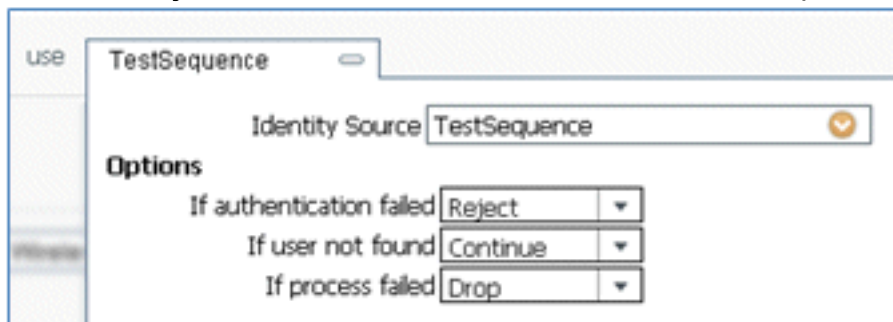 use
TestSequence
Identity Source TestSequence
Options
If authentication failed Reject
If user not found Continue
If process failed Drop